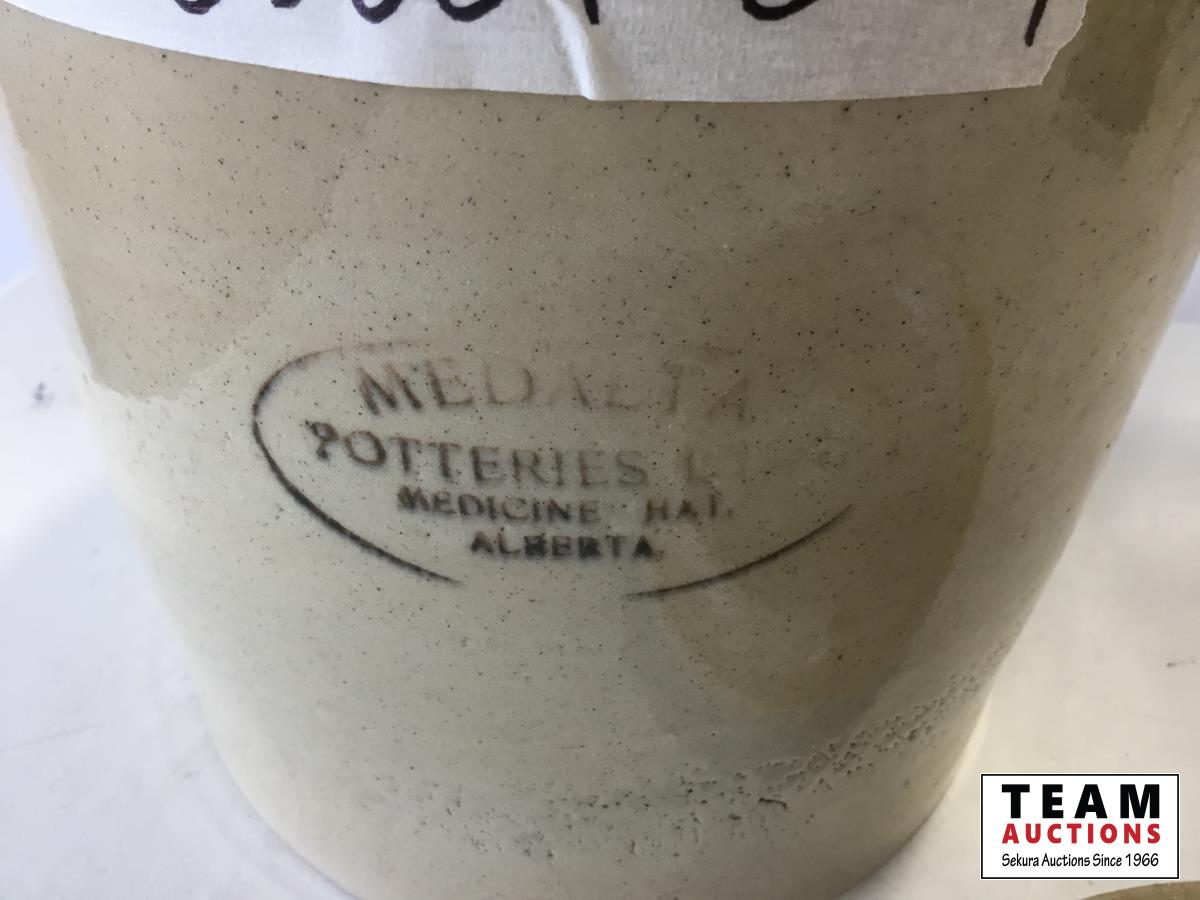 MEDALTA
POTTERIES
MEDICINE HAT.
ALBERTA
TEAM
AUCTIONS
Sekura Auctions Since 1966